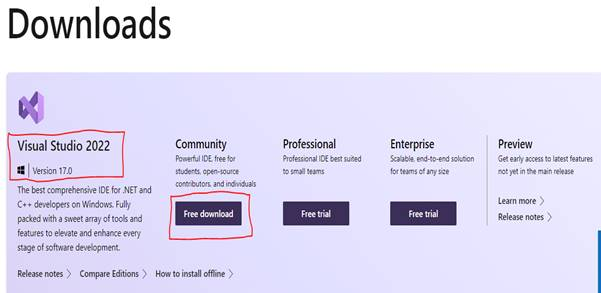 Downloads
Visual Studio 2022
Version 17.0
The best comprehensive IDE for .NET and
C++ developers on Windows. Fully
packed with a sweet array of tools and
features to elevate and enhance every
stage of software development.
Community
Powerful IDE, free for
students, open-source
contributors, and individuals
Free download
Professional
Professional IDE best suited
to small teams
Free trial
Enterprise
Scalable, end-to-end solution
for teams of any size
Free trial
Preview
Get early access to latest features
not yet in the main release
Learn more
Release notes
Release notes
Compare Editions
How to install offline